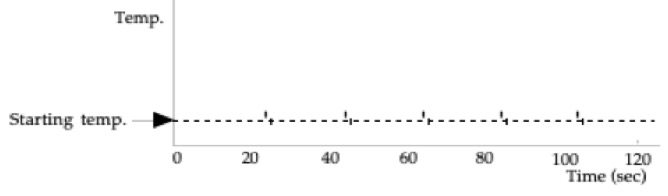 Temp.
Starting temp.
0 20 40 60 80 100 120
Time (sec)